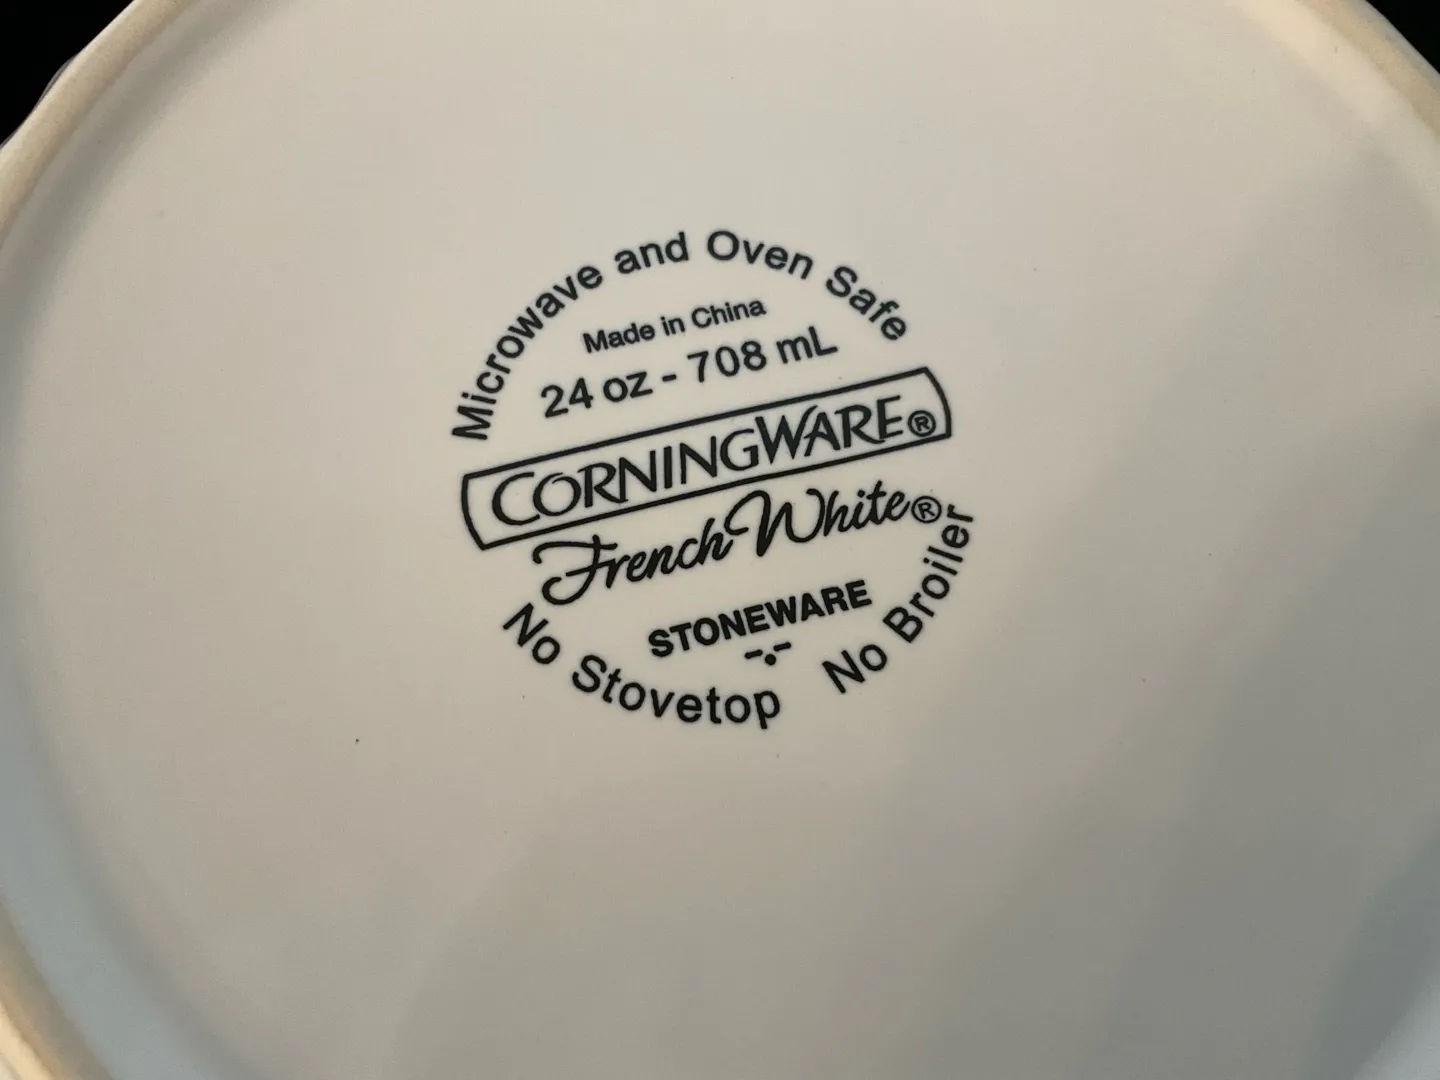 Microwave and Oven Safe
Made in China
24 oz - 708 mL
CORNINGWARE®
French White®
STONEWARE
No Stovetop No Broiler